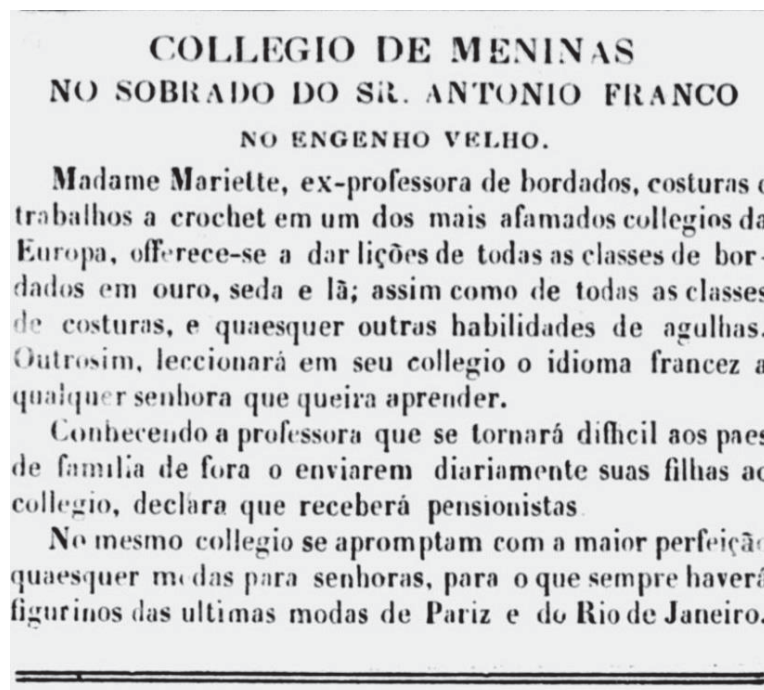 COLLEGIO DE MENINAS
NO SOBRADO DO SR. ANTONIO FRANCO
NO ENGENHO VELHO.
Madame Mariette, ex-professora de bordados, costuras e
trabalhos a crochet em um dos mais afamados collegios da
Europa, offerece-se a dar lições de todas as classes de bor-
dados em ouro, seda e lã; assim como de todas as classes
de costuras, e quaesquer outras habilidades de agulhas.
Outrosim, leccionará em seu collegio o idioma francez a
qualquer senhora que queira aprender.
Conhecendo a professora que se tornará difficil aos paes
de familia de fora o enviarem diariamente suas filhas ao
collegio, declara que receberá pensionistas
No mesmo collegio se apromptam com a maior perfeição
quaesquer modas para senhoras, para o que sempre haverá
figurinos das ultimas modas de Pariz e do Rio de Janeiro.